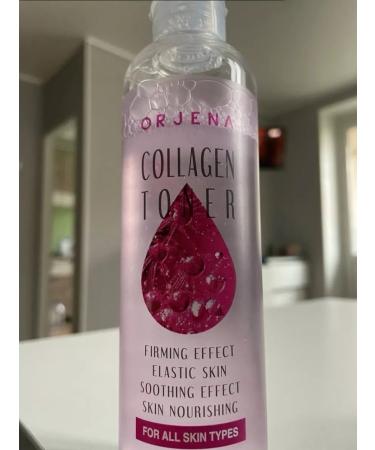 ORJENA
COLLAGEN
TONER
FIRMING EFFECT
ELASTIC SKIN
SOOTHING EFFECT
SKIN NOURISHING
FOR ALL SKIN TYPES